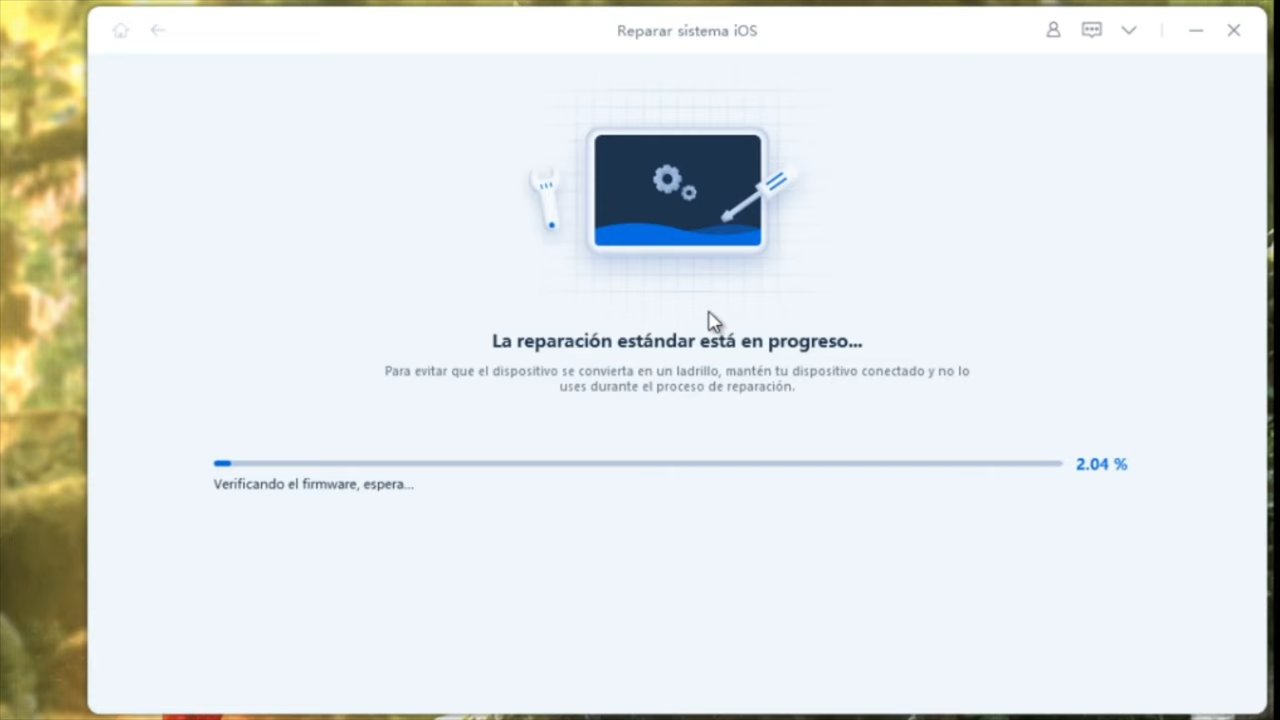 Reparar sistema iOS
La reparación estándar está en progreso...
Para evitar que el dispositivo se convierta en un ladrillo, mantén tu dispositivo conectado y no lo
uses durante el proceso de reparación.
2.04 %
Verificando el firmware, espera...